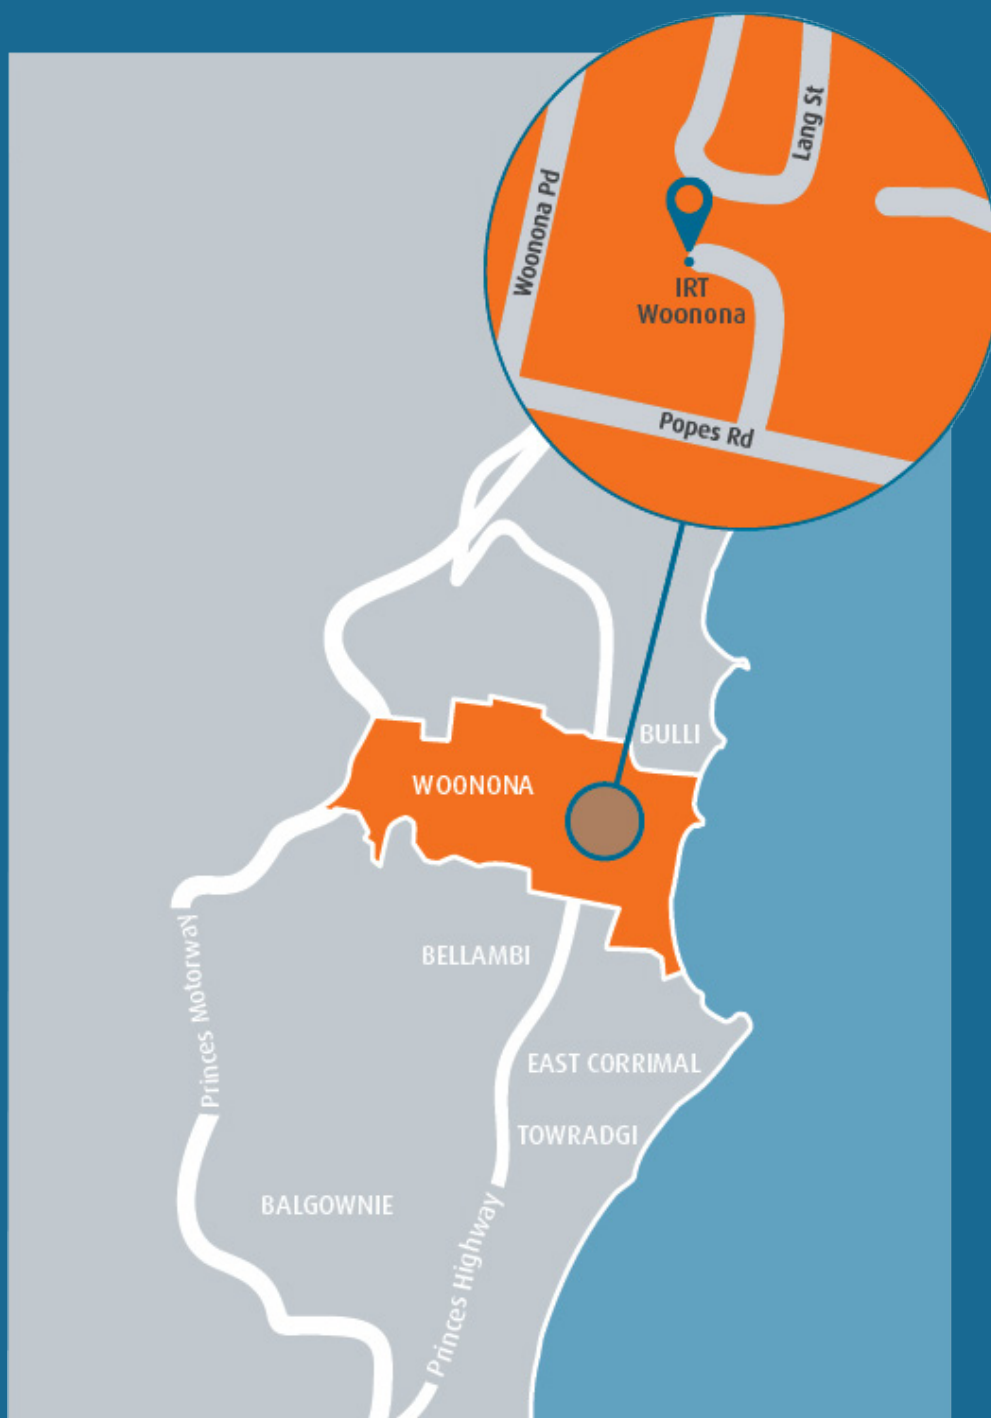 Lang St
Woonona Pd
IRT
Woonona
Popes Rd
BULLI
WOONONA
BELLAMBI
Princes Motorway
EAST CORRIMAL
TOWRADGI
BALGOWNIE
Princes Highway